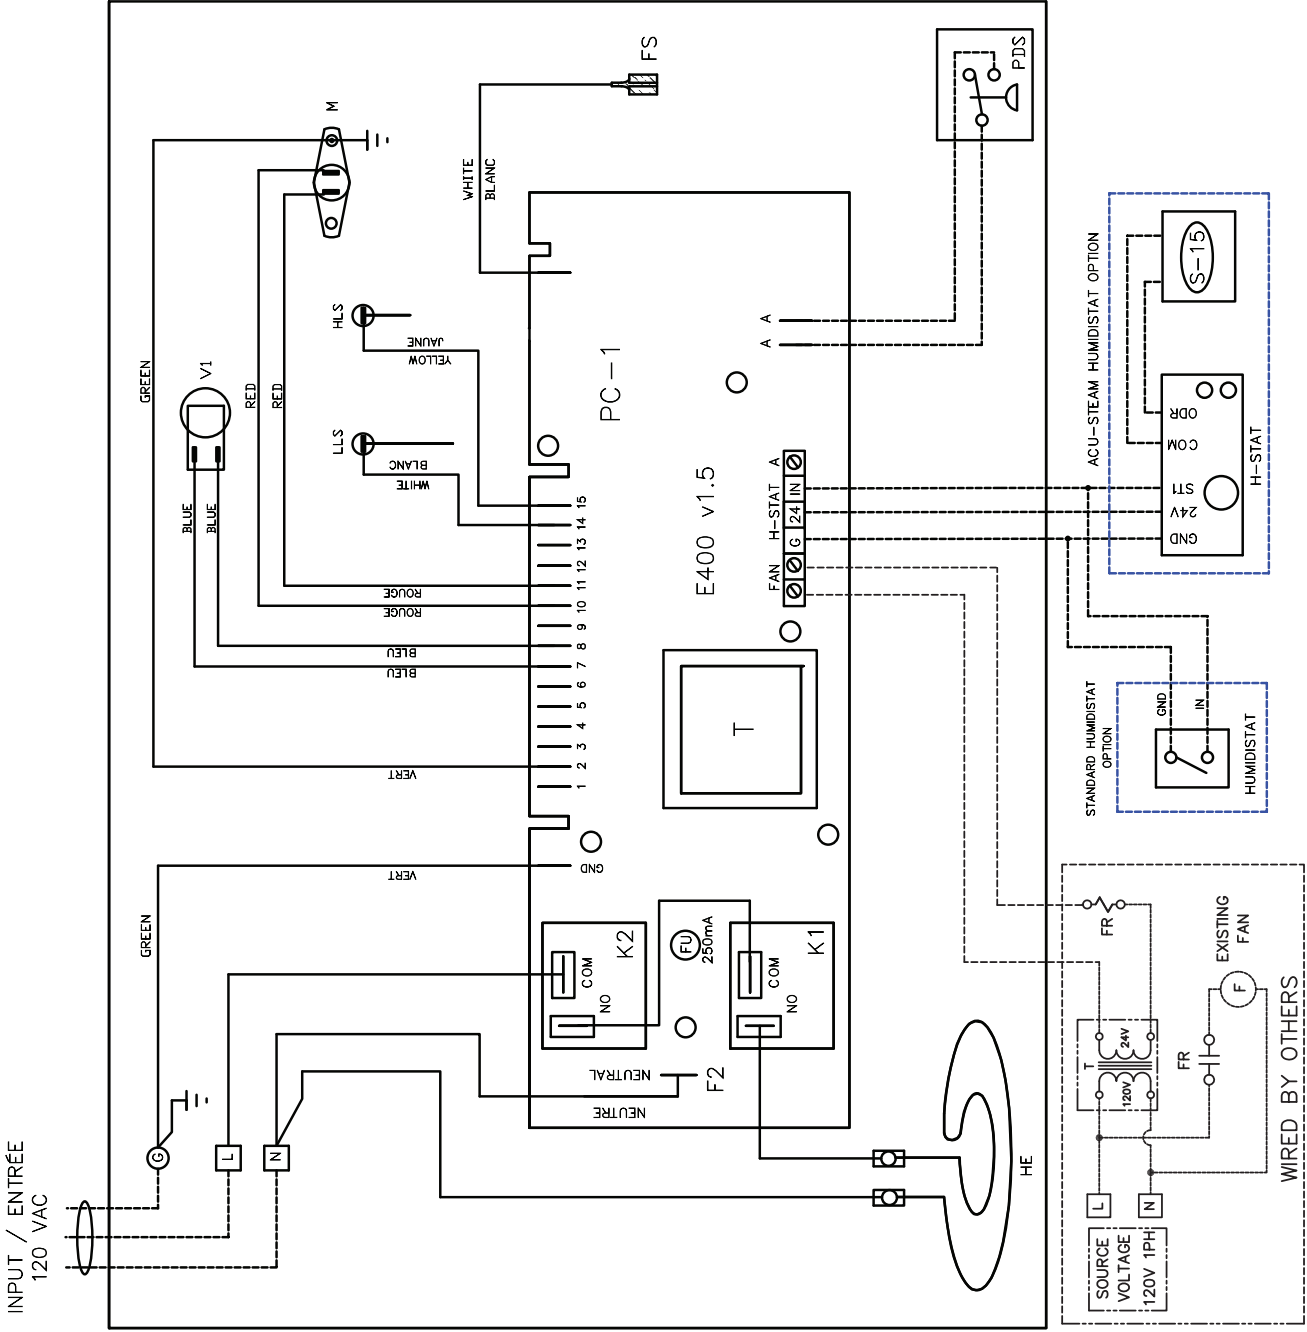 INPUT / ENTRÉE
120 VAC
G
L
N
GREEN
VERT
GREEN
VERT
BLUE
BLUE
BLEU
BLEU
V1
RED
RED
ROUGE
ROUGE
M
LLS
WHITE
BLANC
HLS
YELLOW
JAUNE
WHITE
BLANC
FS
GND
1
2
3
4
5
6
7
8
9
10
11
12
13
14
15
PC-1
E400 v1.5
T
K2
COM
NO
FU
250mA
K1
COM
NO
NEUTRAL
NEUTRE
F2
HE
FAN
H-STAT
A
G
24
IN
A
A
PDS
ACU-STEAM HUMIDISTAT OPTION
S-15
GND
24V
ST1
COM
ODR
H-STAT
STANDARD HUMIDISTAT
OPTION
GND
IN
HUMIDISTAT
SOURCE
VOLTAGE
120V 1PH
L
N
T
120V
24V
FR
FR
F
EXISTING
FAN
WIRED BY OTHERS